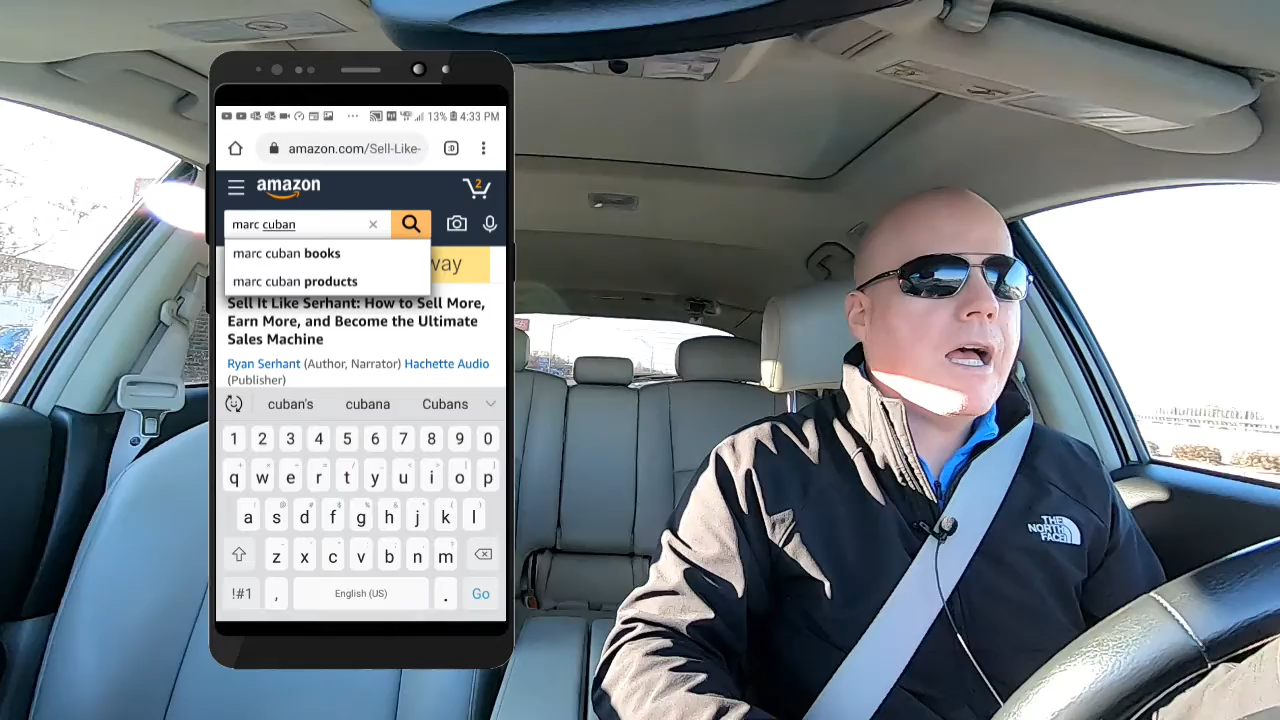 13% 4:33 PM
amazon.com/Sell-Like-
:D
amazon
2
marc cuban
marc cuban books
marc cuban products
way
Sell It Like Serhant: How to Sell More,
Earn More, and Become the Ultimate
Sales Machine
Ryan Serhant (Author, Narrator) Hachette Audio
(Publisher)
cuban's cubana Cubans
1 2 3 4 5 6 7 8 9 0
q w e r t y u i o p
a s d f g h j k l
z x c v b n m
!#1 , English (US) . Go
THE
NORTH
FACE